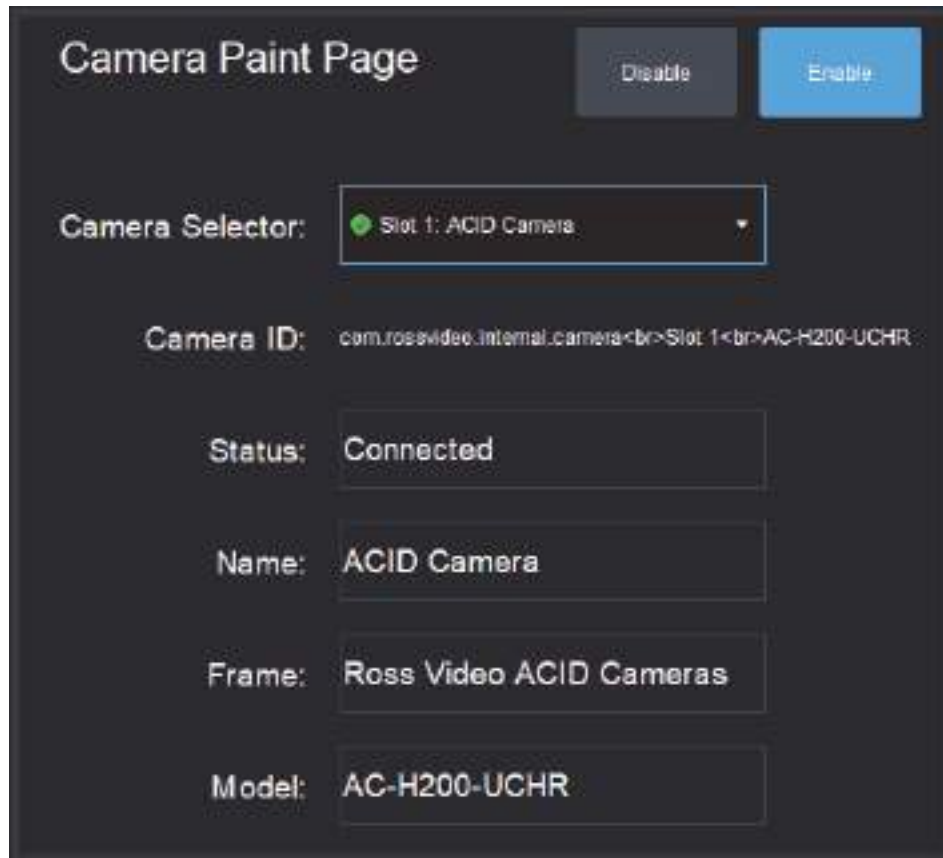 Camera Paint Page
Disable
Enable
Camera Selector:
Slot 1: ACID Camera
Camera ID:
com.rossvideo.internal.camera<br>Slot 1<br>AC-H200-UCHR
Status:
Connected
Name:
ACID Camera
Frame:
Ross Video ACID Cameras
Model:
AC-H200-UCHR